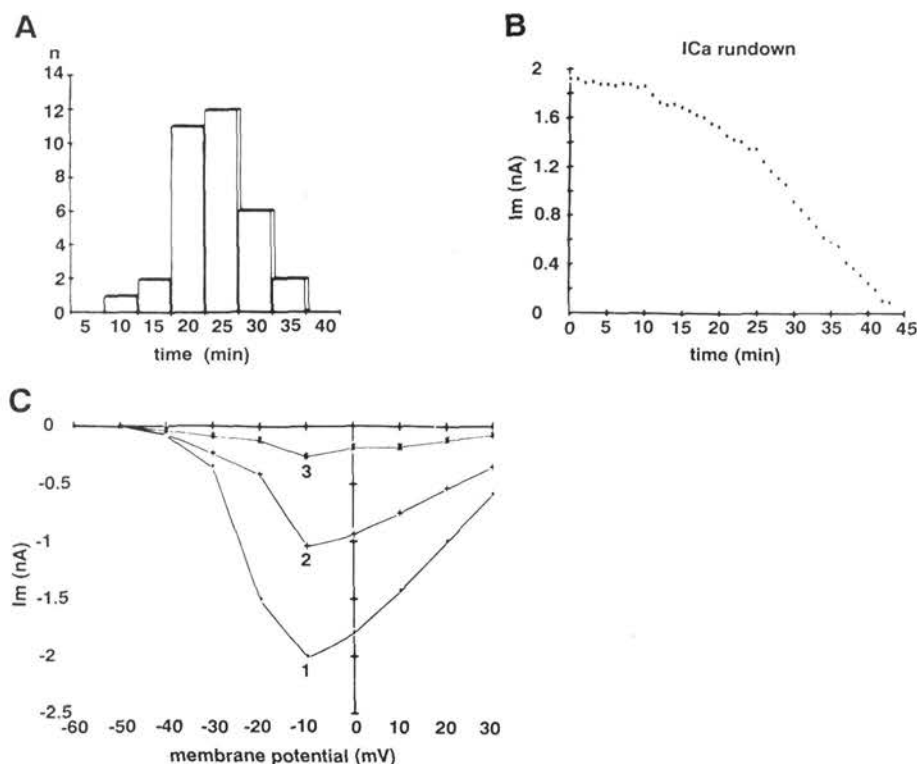 A
n
14
12
10
8
6
4
2
0
5 10 15 20 25 30 35 40
time (min)
B
ICa rundown
2
1.6
1.2
0.8
0.4
0
Im (nA)
0 5 10 15 20 25 30 35 40 45
time (min)
C
0
-0.5
-1
-1.5
-2
-2.5
Im (nA)
3
2
1
-60 -50 -40 -30 -20 -10 0 10 20 30
membrane potential (mV)